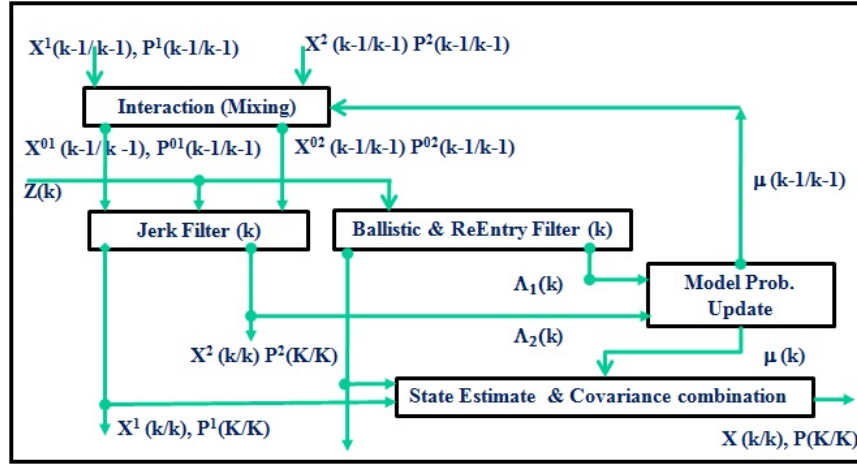 X¹(k-1/k-1), P¹(k-1/k-1)
X² (k-1/k-1) P²(k-1/k-1)
Interaction (Mixing)
X⁰¹ (k-1/k -1), P⁰¹(k-1/k-1)
X⁰² (k-1/k-1) P⁰²(k-1/k-1)
μ (k-1/k-1)
Z(k)
Jerk Filter (k)
Ballistic & ReEntry Filter (k)
Λ₁(k)
Model Prob.
Update
Λ₂(k)
X² (k/k) P²(K/K)
μ(k)
State Estimate & Covariance combination
X¹ (k/k), P¹(K/K)
X (k/k), P(K/K)